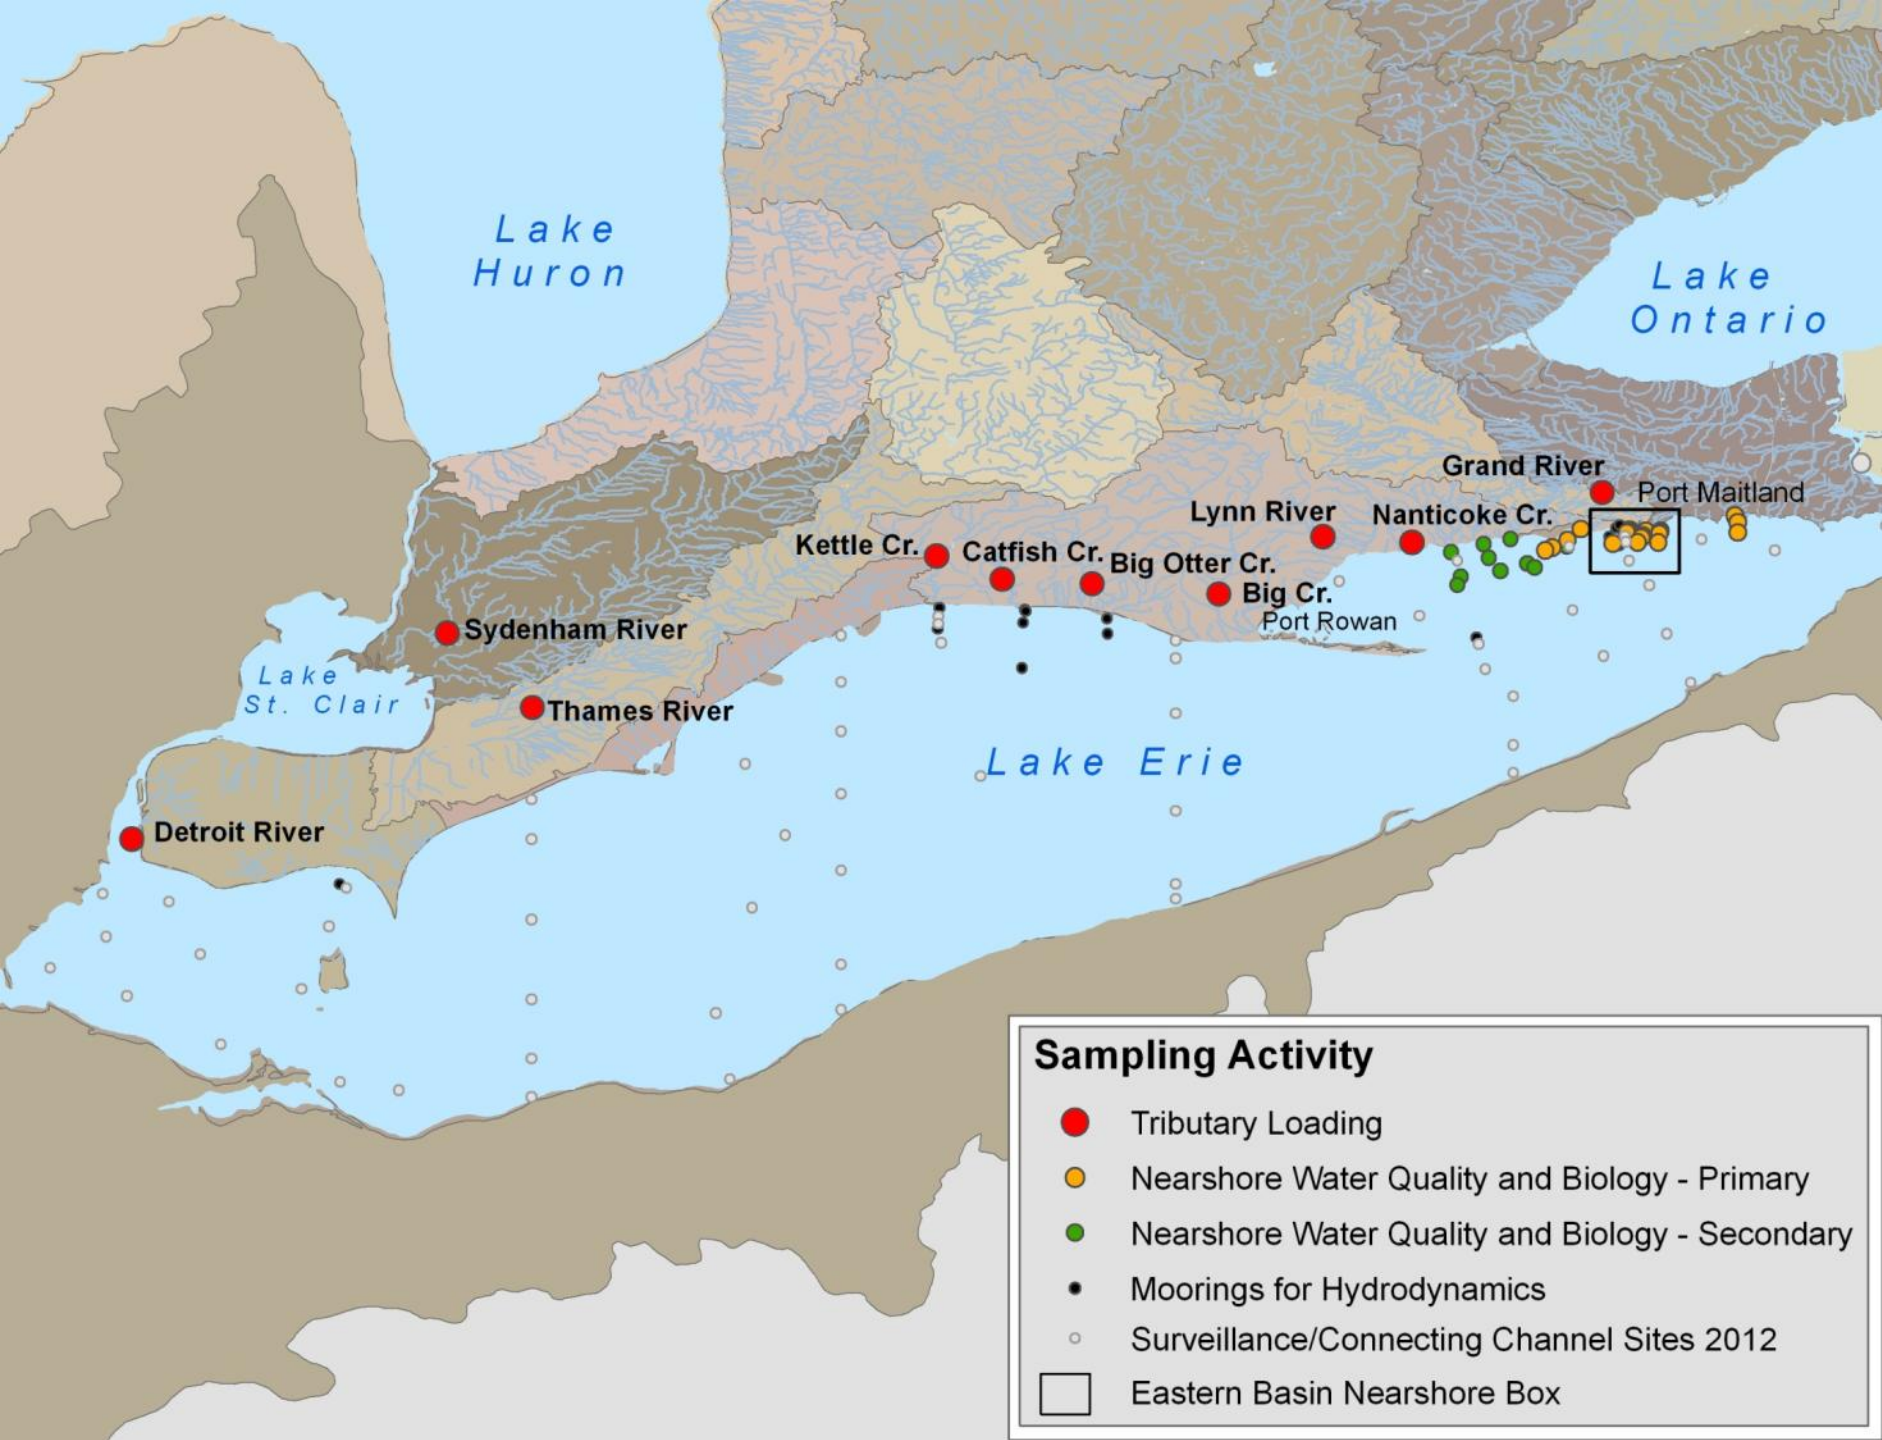 Lake
Huron
Lake
Ontario
Grand River
Port Maitland
Lynn River
Nanticoke Cr.
Kettle Cr.
Catfish Cr.
Big Otter Cr.
Big Cr.
Port Rowan
Sydenham River
Lake
St. Clair
Thames River
Lake Erie
Detroit River
Sampling Activity
Tributary Loading
Nearshore Water Quality and Biology - Primary
Nearshore Water Quality and Biology - Secondary
Moorings for Hydrodynamics
Surveillance/Connecting Channel Sites 2012
Eastern Basin Nearshore Box